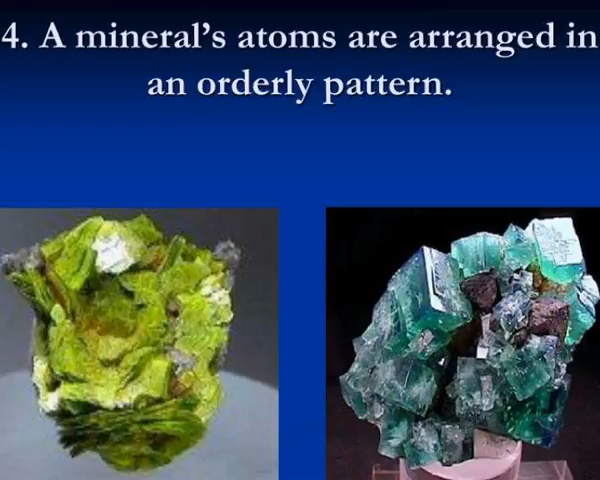 4. A mineral’s atoms are arranged in
an orderly pattern.